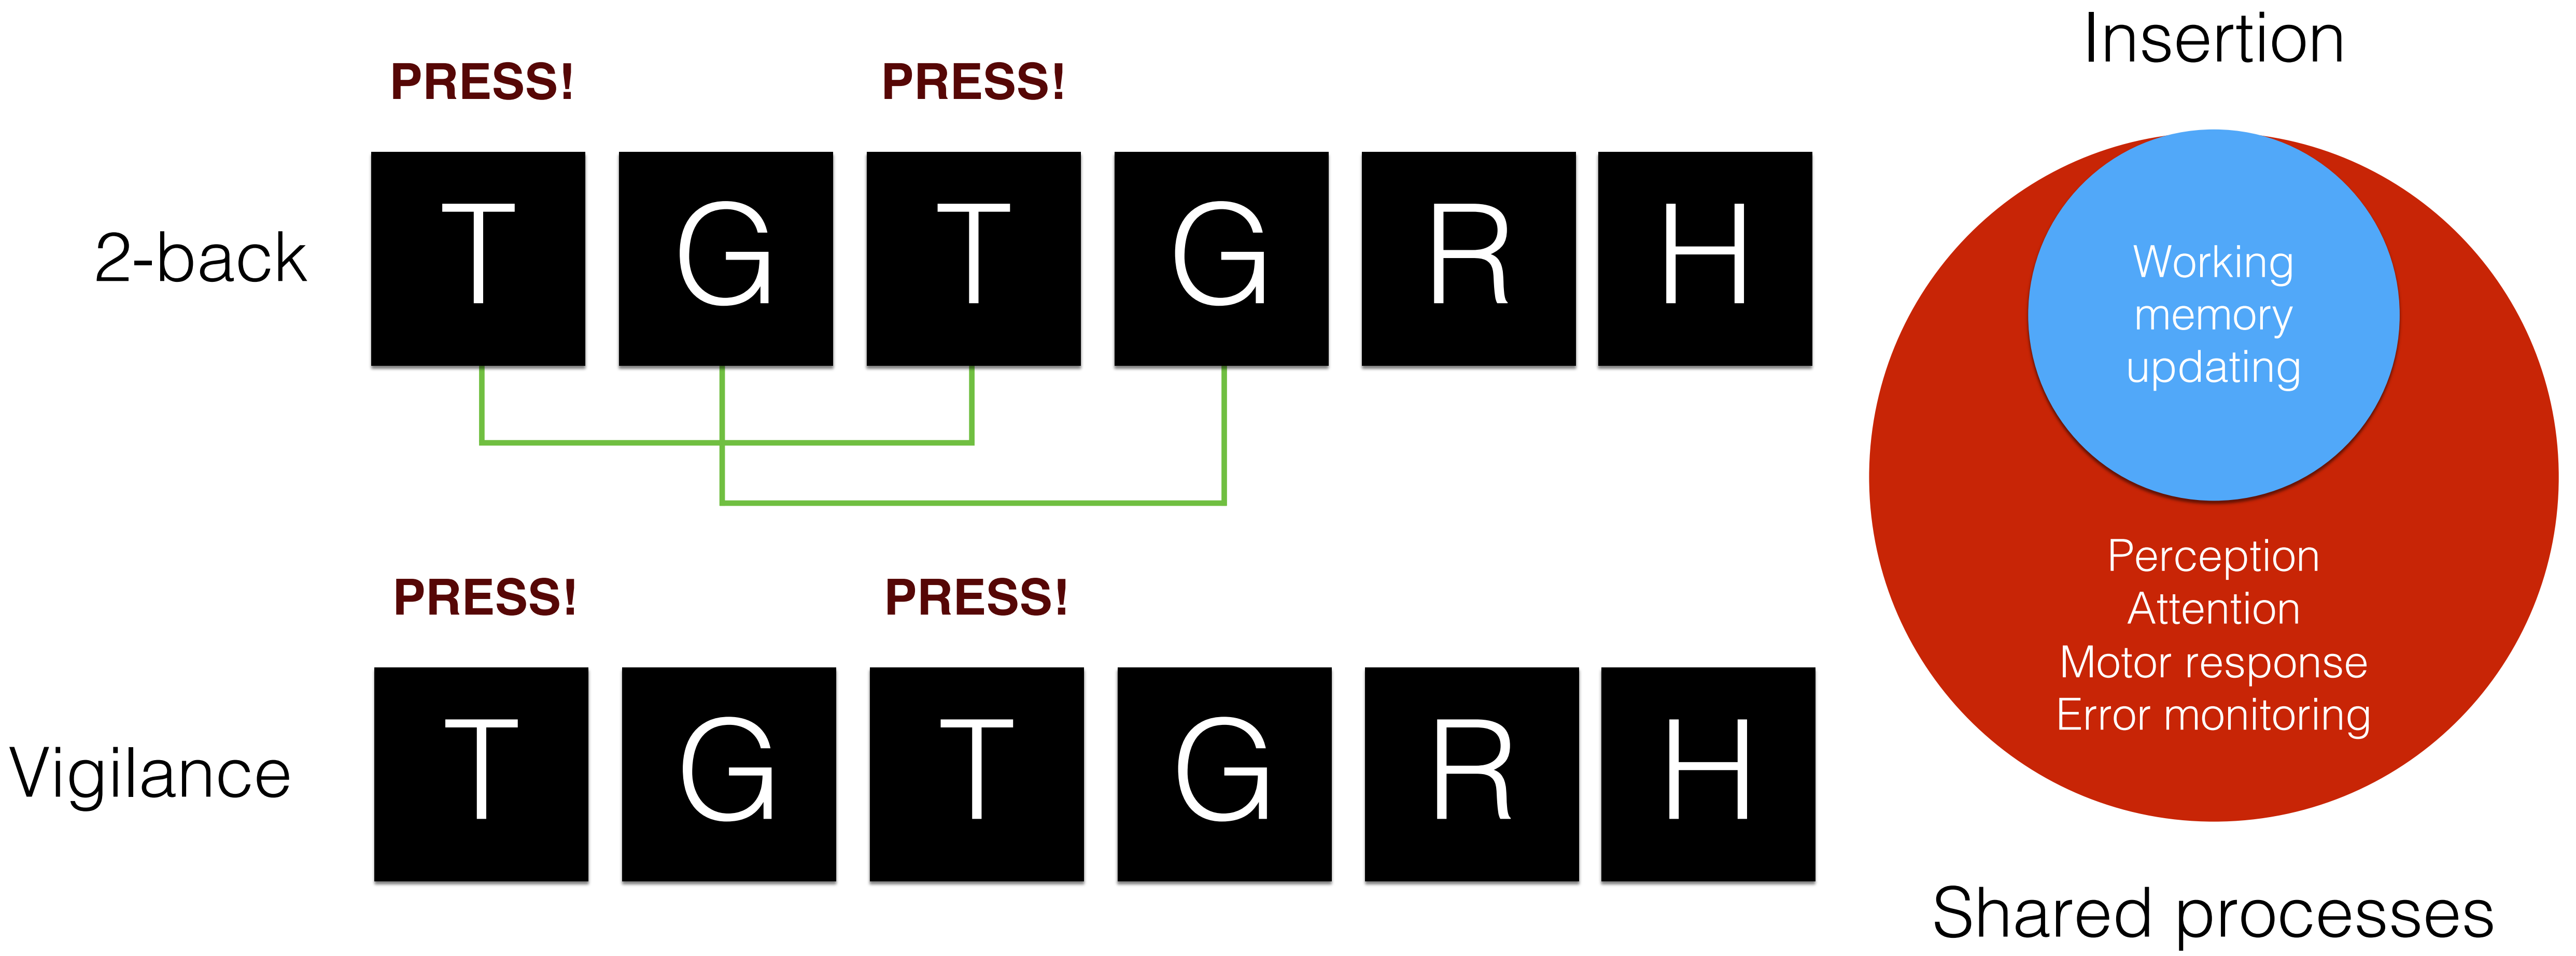 PRESS! PRESS!
2-back T G T G R H
PRESS! PRESS!
Vigilance T G T G R H
Insertion
Working
memory
updating
Perception
Attention
Motor response
Error monitoring
Shared processes